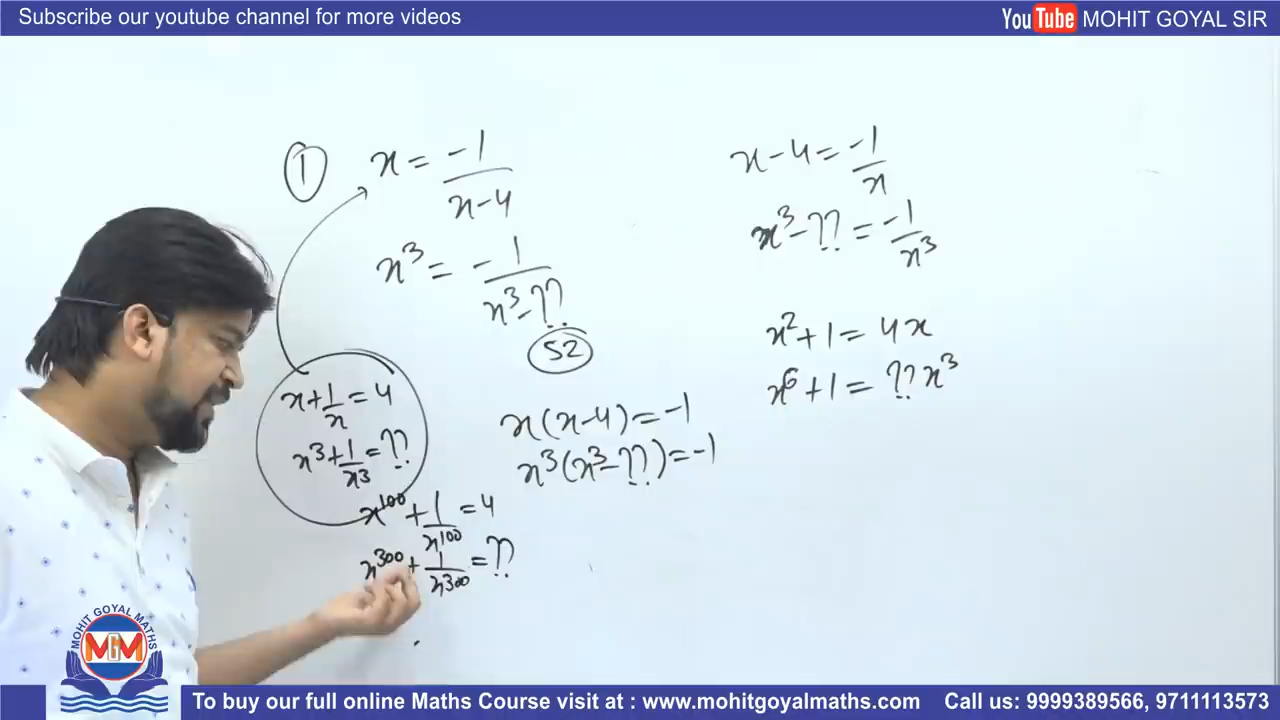 Subscribe our youtube channel for more videos
YouTube MOHIT GOYAL SIR
① x = -1/(x-4)
x³ = -1/(x³-??)
52
x + 1/x = 4
x³ + 1/x³ = ??
x¹⁰⁰ + 1/x¹⁰⁰ = 4
x³⁰⁰ + 1/x³⁰⁰ = ??
x(x-4) = -1
x³(x³-??) = -1
x-4 = -1/x
x³-?? = -1/x³
x²+1 = 4x
x⁶+1 = ??x³
MOHIT GOYAL MATHS
MGM
To buy our full online Maths Course visit at : www.mohitgoyalmaths.com Call us: 9999389566, 9711113573